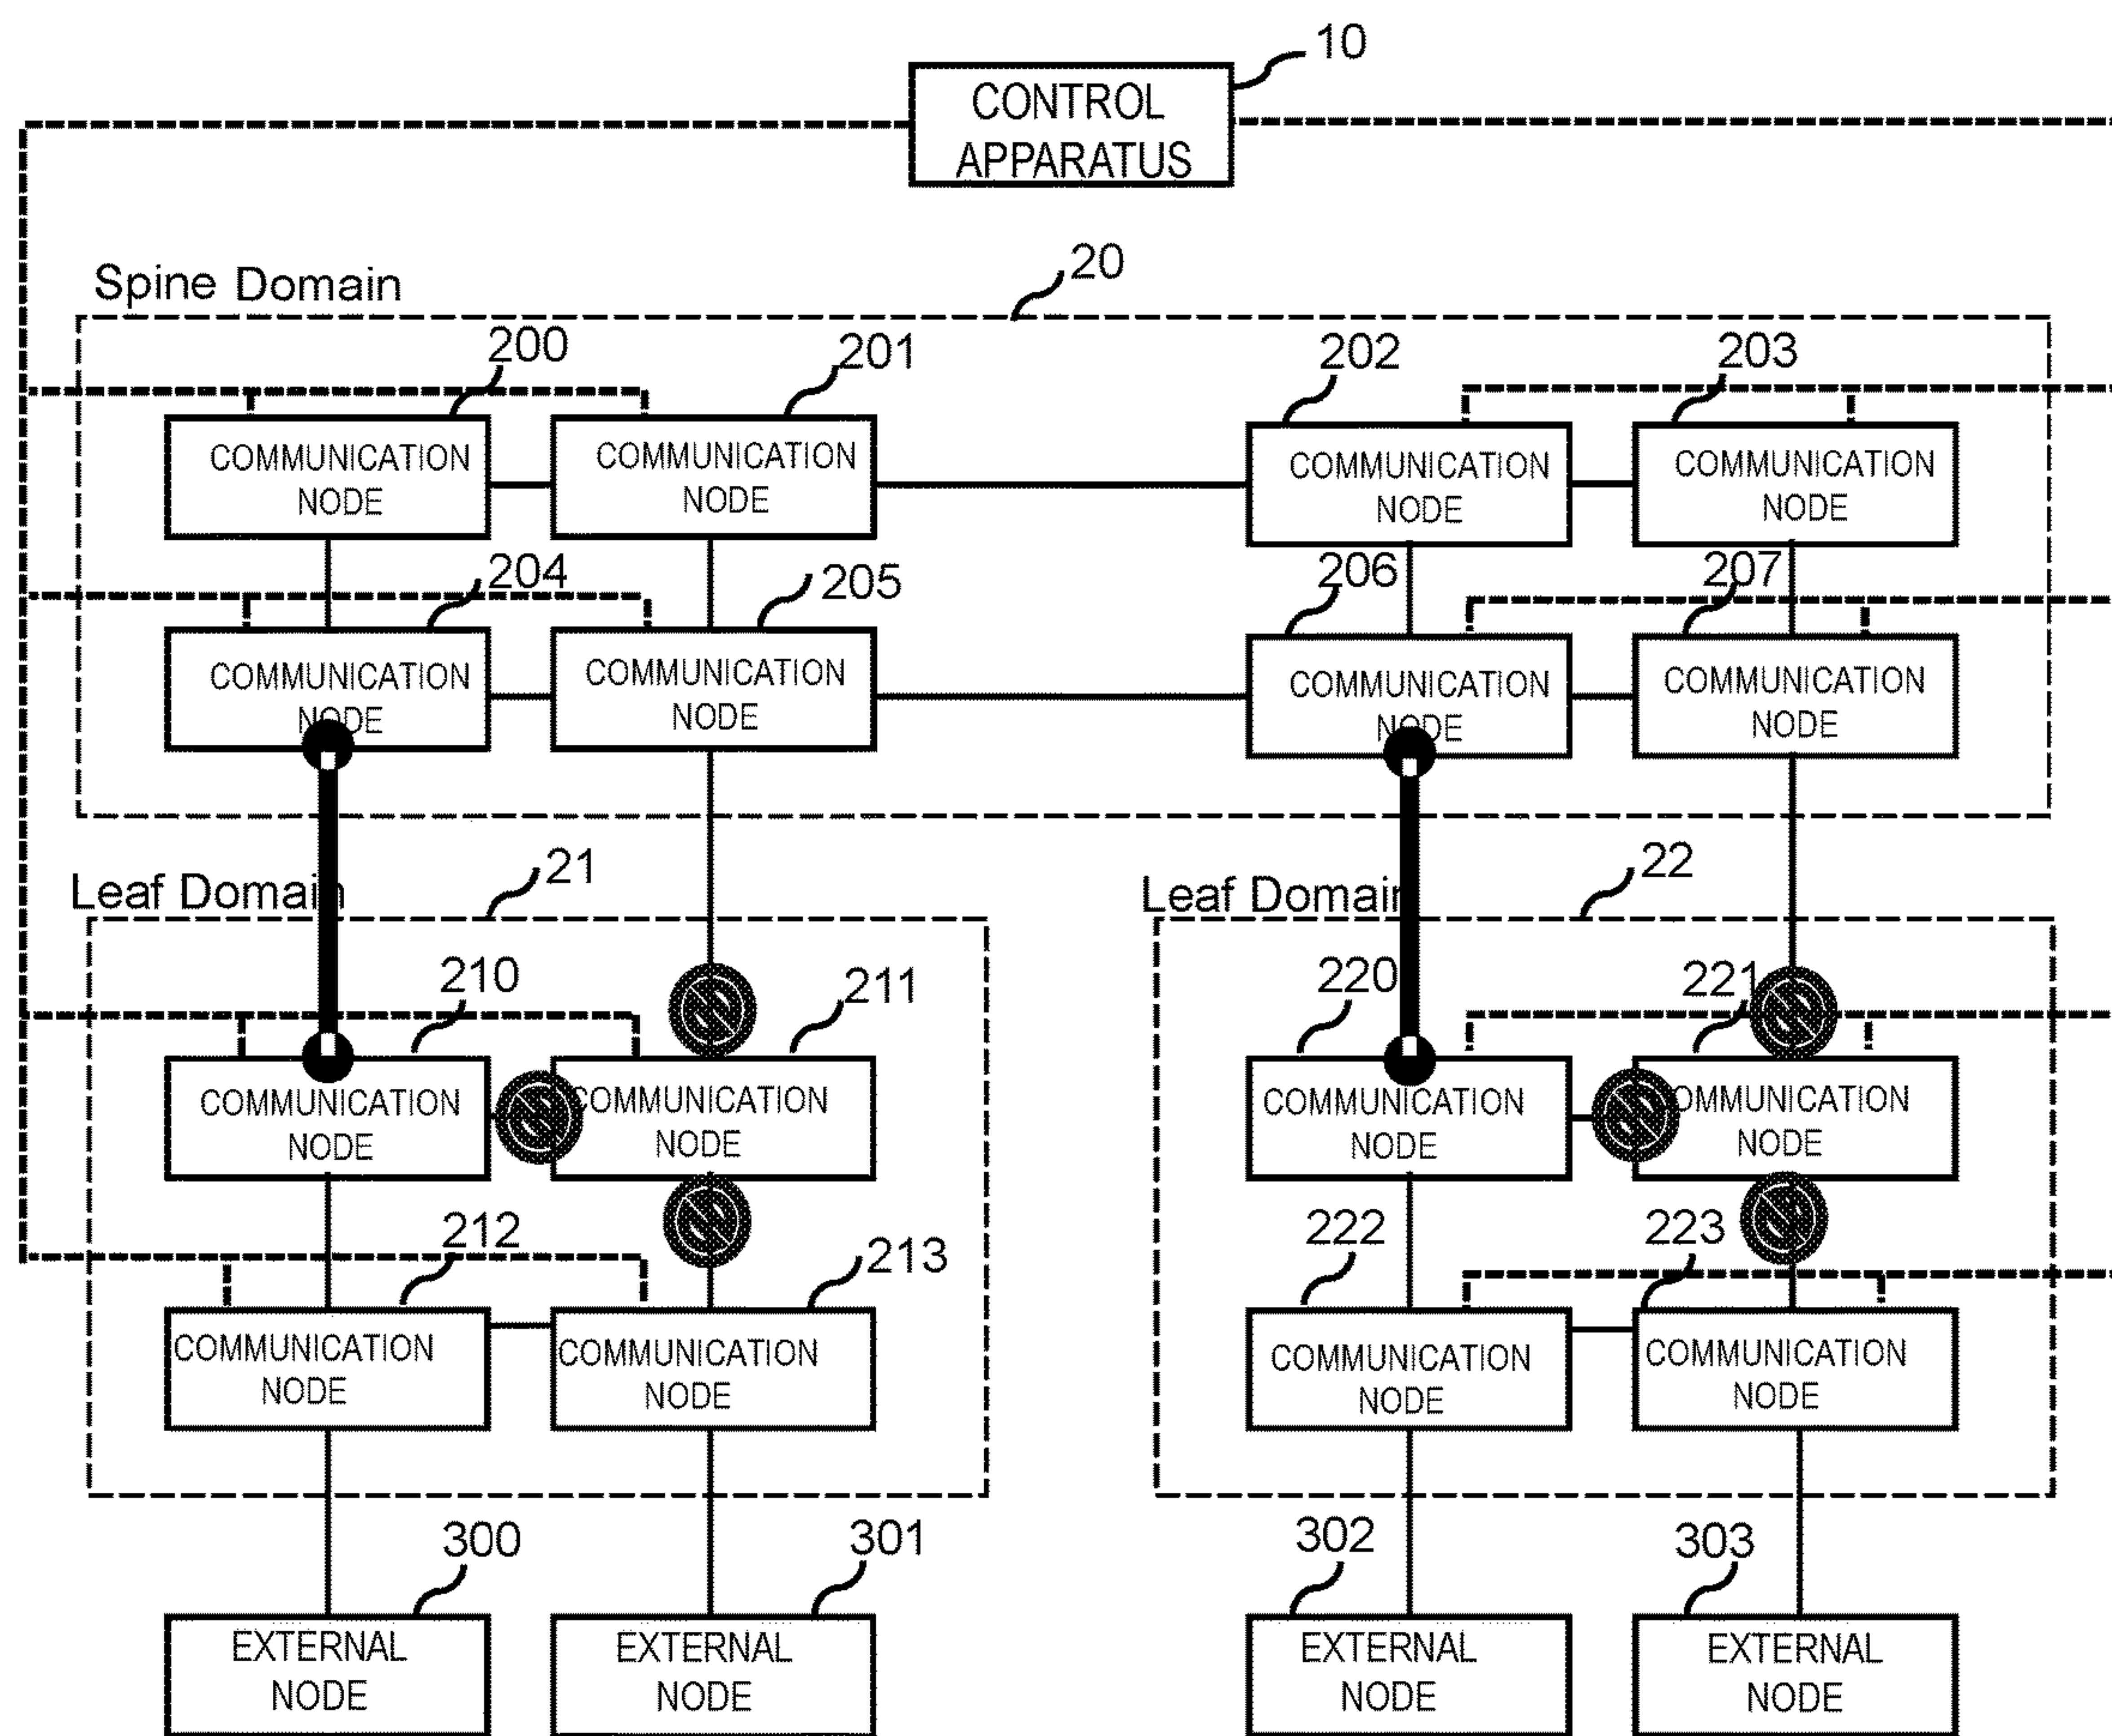 10
CONTROL
APPARATUS
20
Spine Domain
200
201
202
203
COMMUNICATION
NODE
COMMUNICATION
NODE
COMMUNICATION
NODE
COMMUNICATION
NODE
204
205
206
207
COMMUNICATION
NODE
COMMUNICATION
NODE
COMMUNICATION
NODE
COMMUNICATION
NODE
Leaf Domain
21
Leaf Domain
22
210
211
220
221
COMMUNICATION
NODE
COMMUNICATION
NODE
COMMUNICATION
NODE
COMMUNICATION
NODE
212
213
222
223
COMMUNICATION
NODE
COMMUNICATION
NODE
COMMUNICATION
NODE
COMMUNICATION
NODE
300
301
302
303
EXTERNAL
NODE
EXTERNAL
NODE
EXTERNAL
NODE
EXTERNAL
NODE